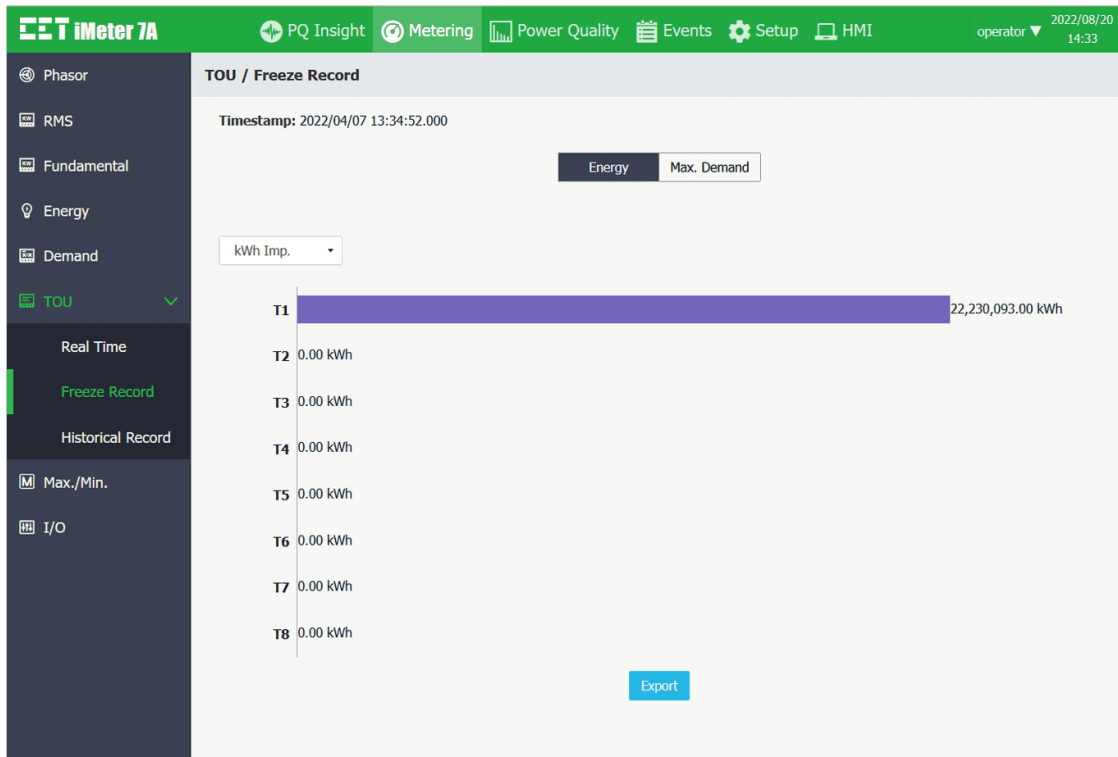 CET iMeter 7A
PQ Insight Metering Power Quality Events Setup HMI
operator ▼
2022/08/20
14:33
Phasor
RMS
Fundamental
Energy
Demand
TOU
Real Time
Freeze Record
Historical Record
Max./Min.
I/O
TOU / Freeze Record
Timestamp: 2022/04/07 13:34:52.000
Energy Max. Demand
kWh Imp.
T1 22,230,093.00 kWh
T2 0.00 kWh
T3 0.00 kWh
T4 0.00 kWh
T5 0.00 kWh
T6 0.00 kWh
T7 0.00 kWh
T8 0.00 kWh
Export